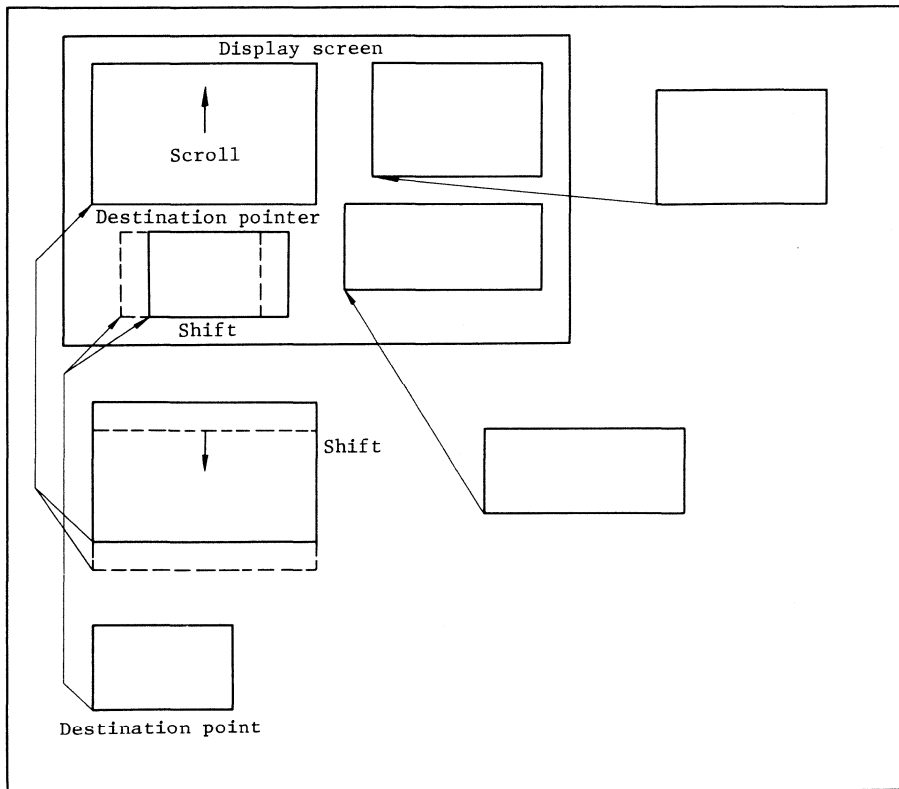 Display screen
Scroll
Destination pointer
Shift
Shift
Destination point